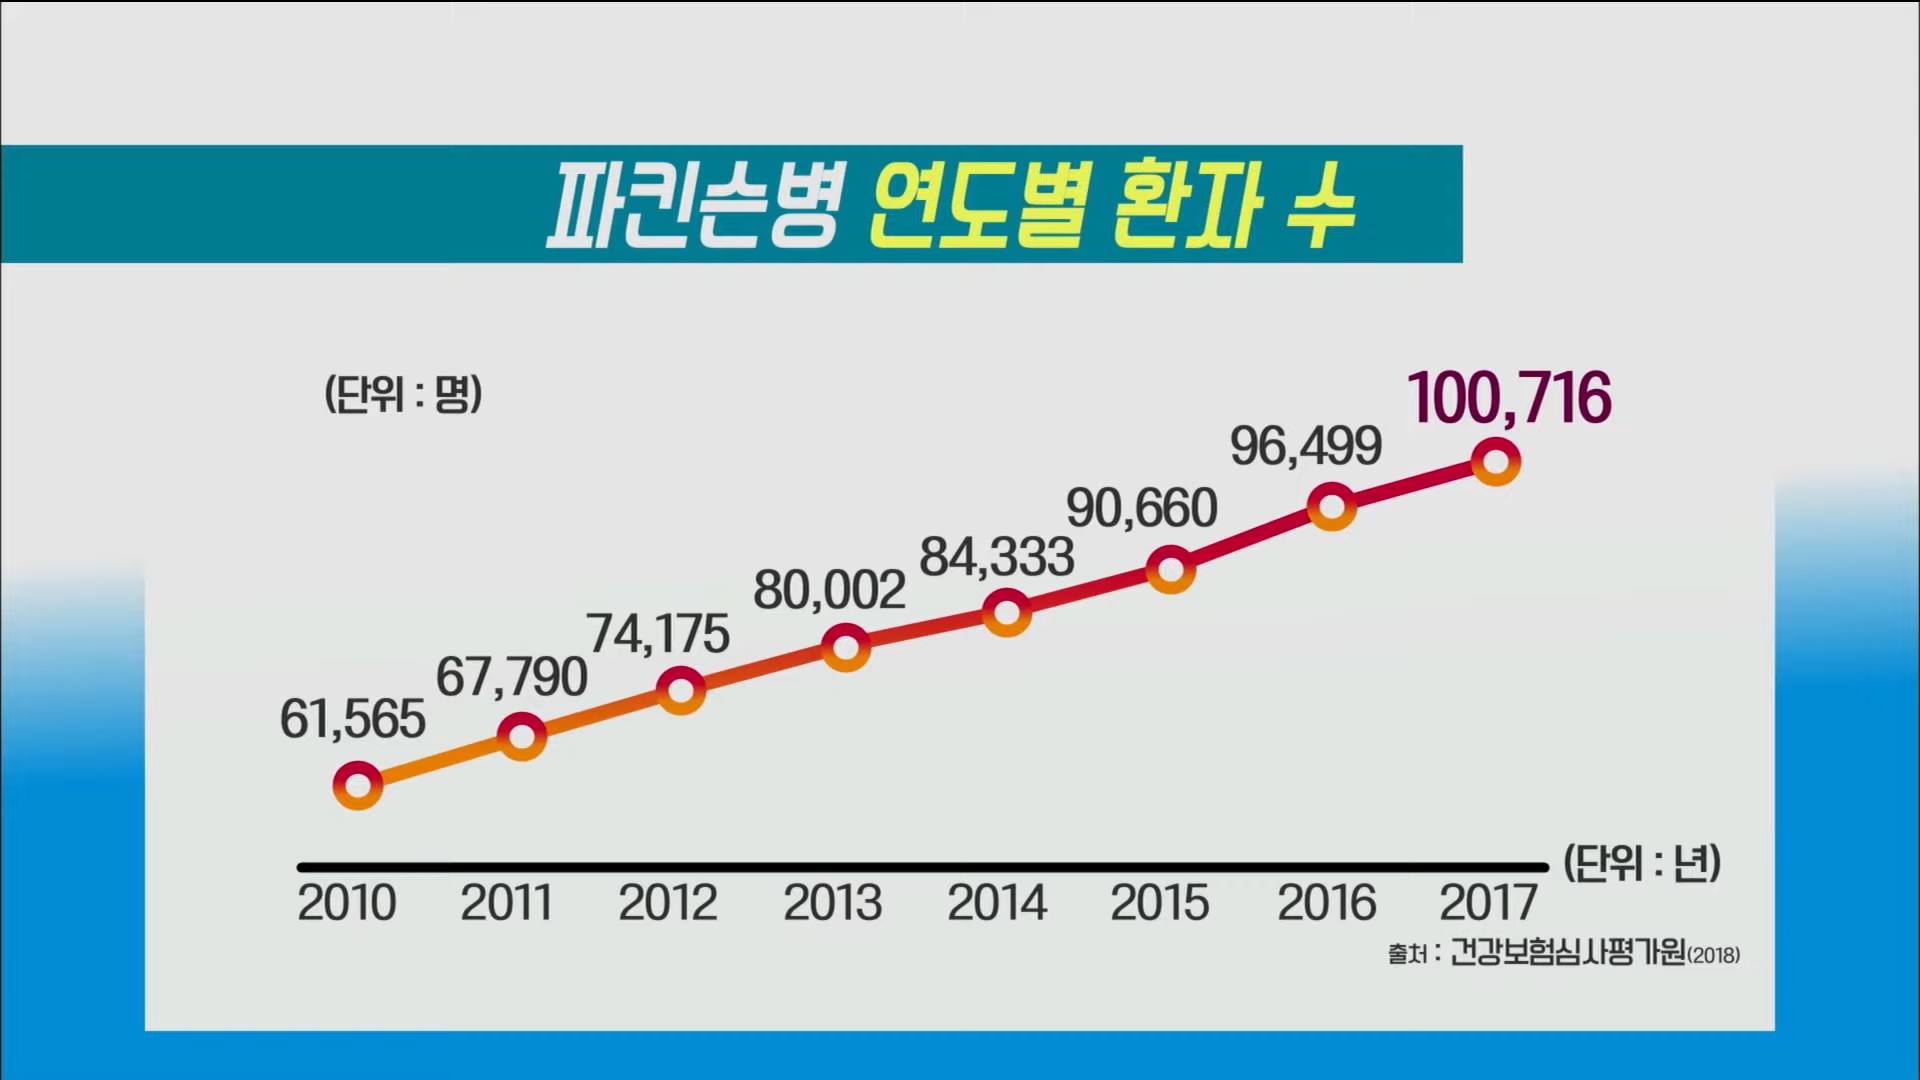 파킨슨병 연도별 환자 수
(단위 : 명)
100,716
96,499
90,660
84,333
80,002
74,175
67,790
61,565
(단위 : 년)
2010 2011 2012 2013 2014 2015 2016 2017
출처 : 건강보험심사평가원(2018)